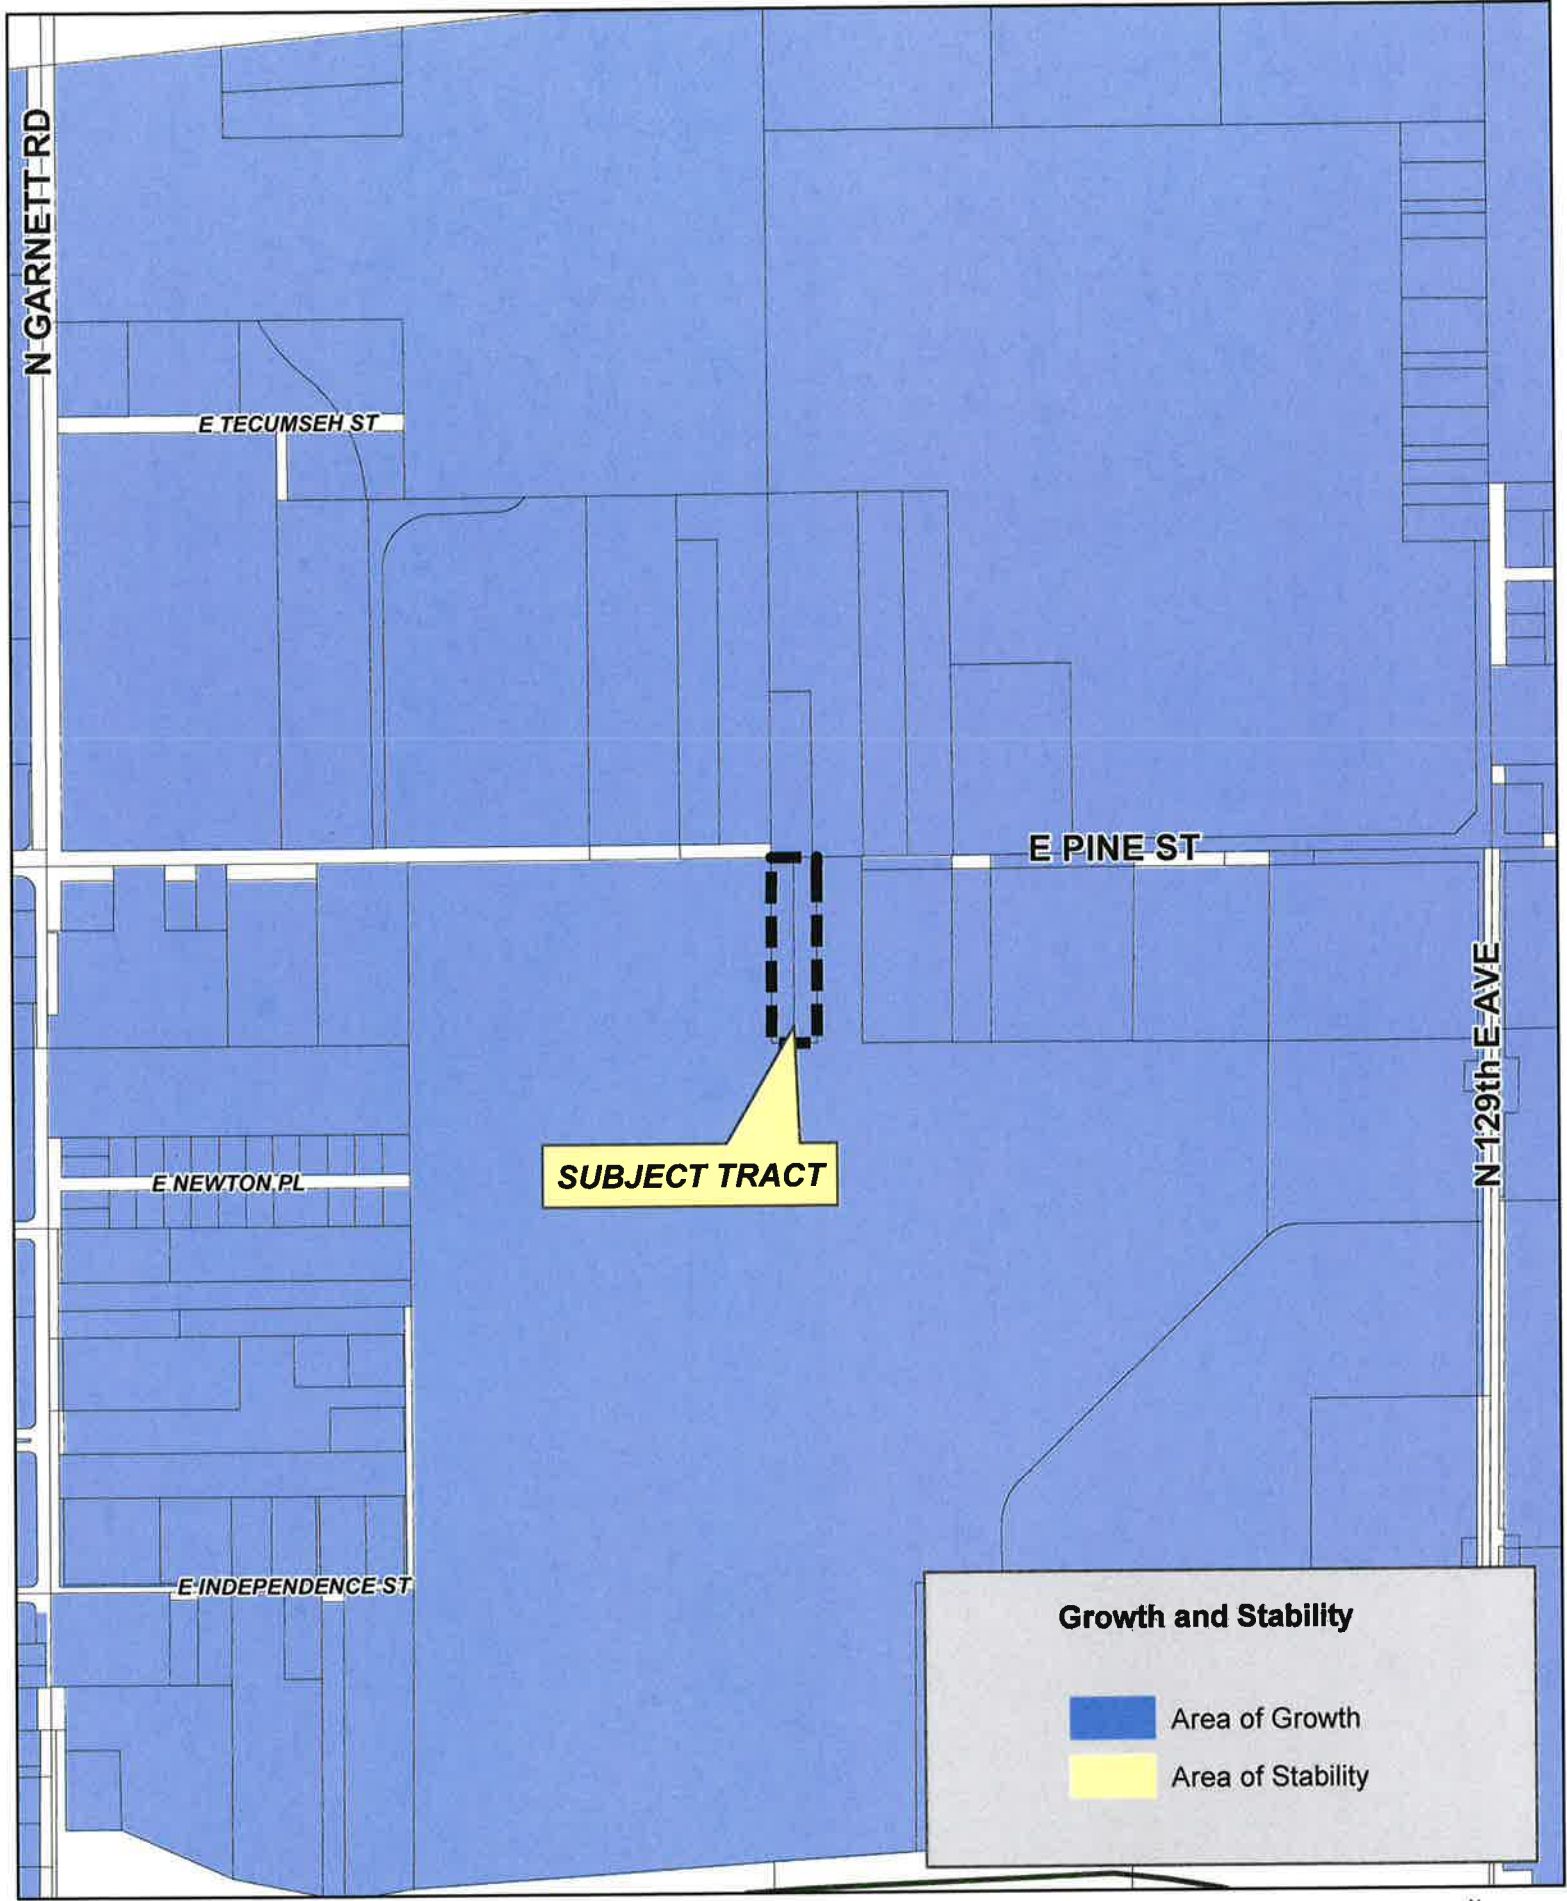 N GARNETT RD
E TECUMSEH ST
E PINE ST
N 129th E AVE
SUBJECT TRACT
E NEWTON PL
E INDEPENDENCE ST
Growth and Stability
Area of Growth
Area of Stability